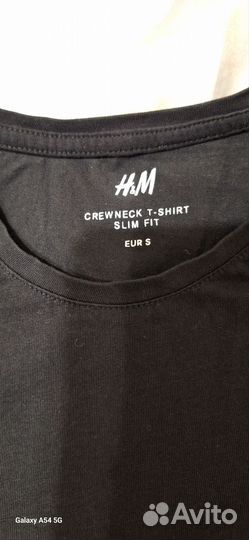 H&M
CREWNECK T-SHIRT
SLIM FIT
EUR S
Galaxy A54 5G
Avito